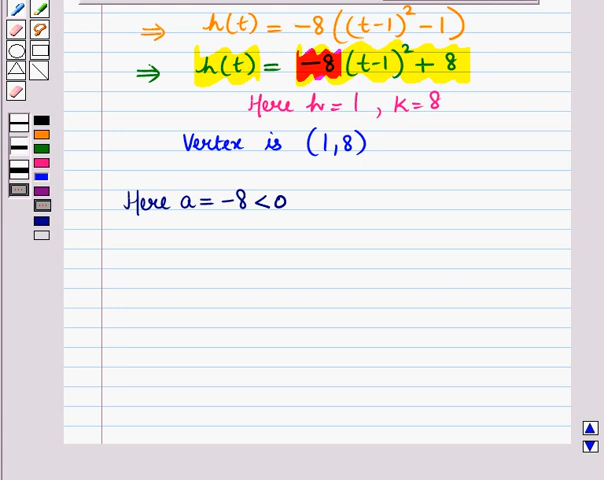 ⇒ h(t) = -8((t-1)² - 1)
⇒ h(t) = -8(t-1)² + 8
Here h = 1 , K = 8
Vertex is (1,8)
Here a = -8 < 0